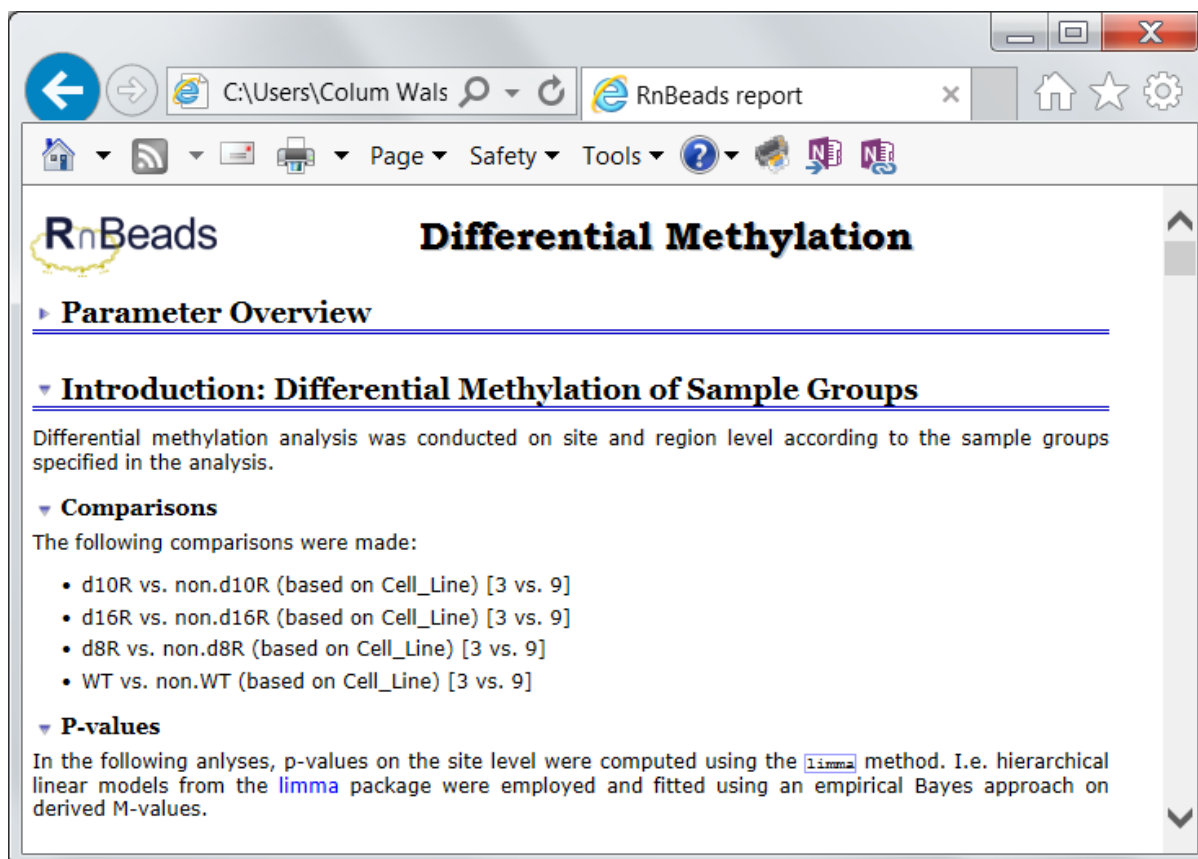 C:\Users\Colum Wals
RnBeads report
Page Safety Tools
RnBeads
Differential Methylation
Parameter Overview
Introduction: Differential Methylation of Sample Groups
Differential methylation analysis was conducted on site and region level according to the sample groups
specified in the analysis.
Comparisons
The following comparisons were made:
• d10R vs. non.d10R (based on Cell_Line) [3 vs. 9]
• d16R vs. non.d16R (based on Cell_Line) [3 vs. 9]
• d8R vs. non.d8R (based on Cell_Line) [3 vs. 9]
• WT vs. non.WT (based on Cell_Line) [3 vs. 9]
P-values
In the following anlyses, p-values on the site level were computed using the limma method. I.e. hierarchical
linear models from the limma package were employed and fitted using an empirical Bayes approach on
derived M-values.